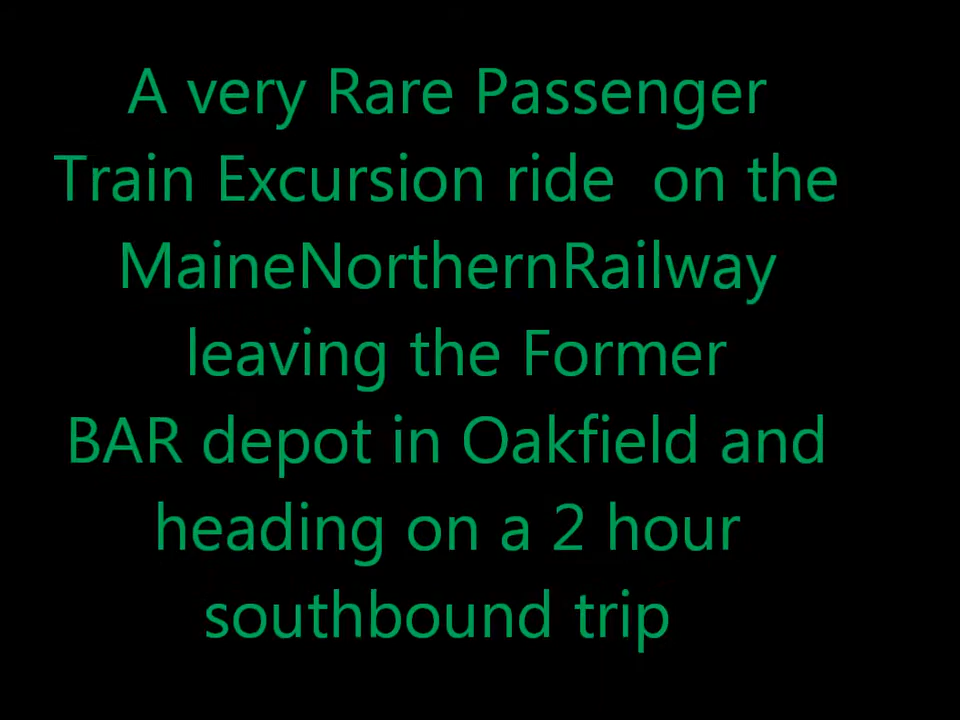 A very Rare Passenger
Train Excursion ride  on the
MaineNorthernRailway
leaving the Former
BAR depot in Oakfield and
heading on a 2 hour
southbound trip